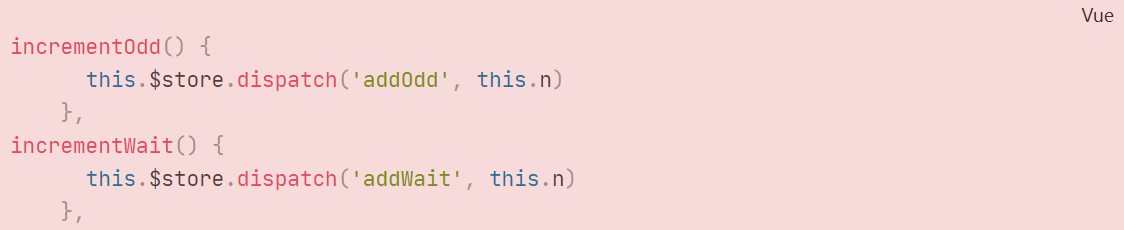 Vue
incrementOdd() {
      this.$store.dispatch('addOdd', this.n)
    },
incrementWait() {
      this.$store.dispatch('addWait', this.n)
    },